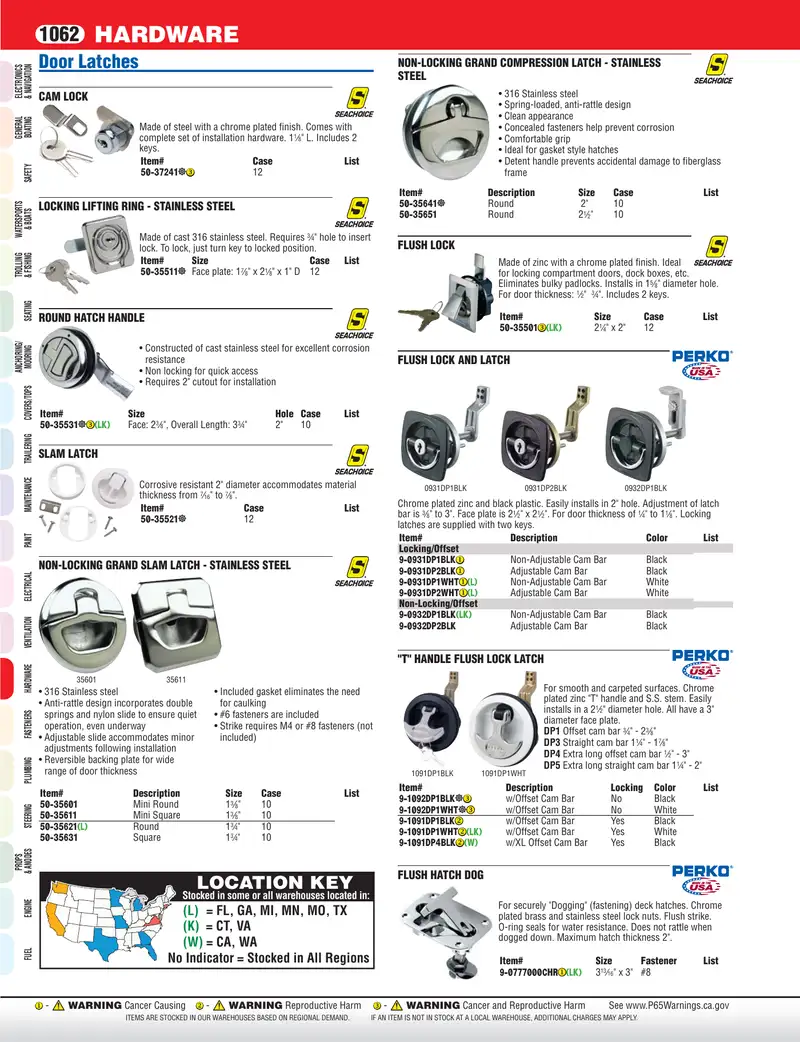 1062 HARDWARE
ELECTRONICS & NAVIGATION
GENERAL BOATING
SAFETY
WATERSPORTS & BOATS
TROLLING & FISHING
SEATING
ANCHORING/ MOORING
COVERS/TOPS
TRAILERING
MAINTENANCE
PAINT
ELECTRICAL
VENTILATION
HARDWARE
FASTENERS
PLUMBING
STEERING
PROPS & ANODES
ENGINE
FUEL
Door Latches
CAM LOCK
SEACHOICE
Made of steel with a chrome plated finish. Comes with
complete set of installation hardware. 1⅛" L. Includes 2
keys.
Item# Case List
50-37241 3 12
LOCKING LIFTING RING - STAINLESS STEEL
SEACHOICE
Made of cast 316 stainless steel. Requires ¾" hole to insert
lock. To lock, just turn key to locked position.
Item# Size Case List
50-35511 Face plate: 1⅞" x 2⅛" x 1" D 12
ROUND HATCH HANDLE
SEACHOICE
• Constructed of cast stainless steel for excellent corrosion
resistance
• Non locking for quick access
• Requires 2" cutout for installation
Item# Size Hole Case List
50-35531 3 (LK) Face: 2⅜", Overall Length: 3¾" 2" 10
SLAM LATCH
SEACHOICE
Corrosive resistant 2" diameter accommodates material
thickness from 7/16" to ⅞".
Item# Case List
50-35521 12
NON-LOCKING GRAND SLAM LATCH - STAINLESS STEEL
SEACHOICE
35601 35611
• 316 Stainless steel
• Anti-rattle design incorporates double
springs and nylon slide to ensure quiet
operation, even underway
• Adjustable slide accommodates minor
adjustments following installation
• Reversible backing plate for wide
range of door thickness
• Included gasket eliminates the need
for caulking
• #6 fasteners are included
• Strike requires M4 or #8 fasteners (not
included)
Item# Description Size Case List
50-35601 Mini Round 1⅜" 10
50-35611 Mini Square 1⅜" 10
50-35621(L) Round 1¾" 10
50-35631 Square 1¾" 10
LOCATION KEY
Stocked in some or all warehouses located in:
(L) = FL, GA, MI, MN, MO, TX
(K) = CT, VA
(W) = CA, WA
No Indicator = Stocked in All Regions
NON-LOCKING GRAND COMPRESSION LATCH - STAINLESS
STEEL
SEACHOICE
• 316 Stainless steel
• Spring-loaded, anti-rattle design
• Clean appearance
• Concealed fasteners help prevent corrosion
• Comfortable grip
• Ideal for gasket style hatches
• Detent handle prevents accidental damage to fiberglass
frame
Item# Description Size Case List
50-35641 Round 2" 10
50-35651 Round 2½" 10
FLUSH LOCK
SEACHOICE
Made of zinc with a chrome plated finish. Ideal
for locking compartment doors, dock boxes, etc.
Eliminates bulky padlocks. Installs in 1⅝" diameter hole.
For door thickness: ½" ¾". Includes 2 keys.
Item# Size Case List
50-35501 3 (LK) 2¼" x 2" 12
FLUSH LOCK AND LATCH
PERKO
MADE IN THE USA
0931DP1BLK 0931DP2BLK 0932DP1BLK
Chrome plated zinc and black plastic. Easily installs in 2" hole. Adjustment of latch
bar is ⅜" to 3". Face plate is 2½" x 2½". For door thickness of ¼" to 1⅛". Locking
latches are supplied with two keys.
Item# Description Color List
Locking/Offset
9-0931DP1BLK 1 Non-Adjustable Cam Bar Black
9-0931DP2BLK 1 Adjustable Cam Bar Black
9-0931DP1WHT 1 (L) Non-Adjustable Cam Bar White
9-0931DP2WHT 1 (L) Adjustable Cam Bar White
Non-Locking/Offset
9-0932DP1BLK(LK) Non-Adjustable Cam Bar Black
9-0932DP2BLK Adjustable Cam Bar Black
"T" HANDLE FLUSH LOCK LATCH
PERKO
MADE IN THE USA
1091DP1BLK 1091DP1WHT
For smooth and carpeted surfaces. Chrome
plated zinc "T" handle and S.S. stem. Easily
installs in a 2½" diameter hole. All have a 3"
diameter face plate.
DP1 Offset cam bar ¾" - 2⅜"
DP3 Straight cam bar 1¼" - 1⅞"
DP4 Extra long offset cam bar ½" - 3"
DP5 Extra long straight cam bar 1¼" - 2"
Item# Description Locking Color List
9-1092DP1BLK 3 w/Offset Cam Bar No Black
9-1092DP1WHT 3 w/Offset Cam Bar No White
9-1091DP1BLK 2 w/Offset Cam Bar Yes Black
9-1091DP1WHT 2 (LK) w/Offset Cam Bar Yes White
9-1091DP4BLK 2 (W) w/XL Offset Cam Bar Yes Black
FLUSH HATCH DOG
PERKO
MADE IN THE USA
For securely "Dogging" (fastening) deck hatches. Chrome
plated brass and stainless steel lock nuts. Flush strike.
O-ring seals for water resistance. Does not rattle when
dogged down. Maximum hatch thickness 2".
Item# Size Fastener List
9-0777000CHR 1 (LK) 3 13/16" x 3" #8
1 - WARNING Cancer Causing 2 - WARNING Reproductive Harm 3 - WARNING Cancer and Reproductive Harm See www.P65Warnings.ca.gov
ITEMS ARE STOCKED IN OUR WAREHOUSES BASED ON REGIONAL DEMAND. IF AN ITEM IS NOT IN STOCK AT A LOCAL WAREHOUSE, ADDITIONAL CHARGES MAY APPLY.